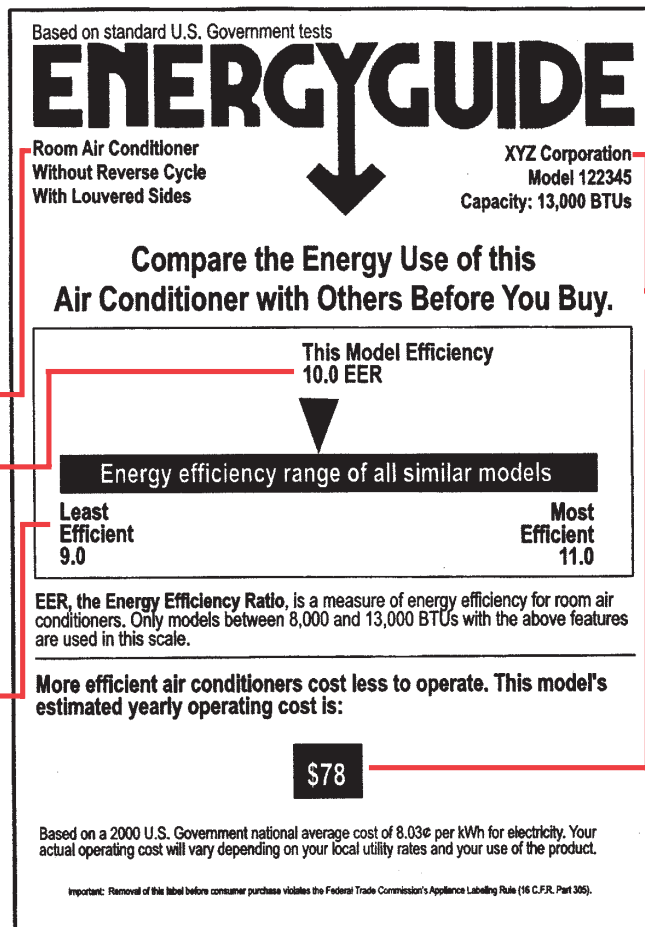 Based on standard U.S. Government tests
ENERGYGUIDE
Room Air Conditioner
Without Reverse Cycle
With Louvered Sides
XYZ Corporation
Model 122345
Capacity: 13,000 BTUs
Compare the Energy Use of this
Air Conditioner with Others Before You Buy.
This Model Efficiency
10.0 EER
Energy efficiency range of all similar models
Least
Efficient
9.0
Most
Efficient
11.0
EER, the Energy Efficiency Ratio, is a measure of energy efficiency for room air
conditioners. Only models between 8,000 and 13,000 BTUs with the above features
are used in this scale.
More efficient air conditioners cost less to operate. This model's
estimated yearly operating cost is:
$78
Based on a 2000 U.S. Government national average cost of 8.03¢ per kWh for electricity. Your
actual operating cost will vary depending on your local utility rates and your use of the product.
Important: Removal of this label before consumer purchase violates the Federal Trade Commission's Appliance Labeling Rule (16 C.F.R. Part 305).